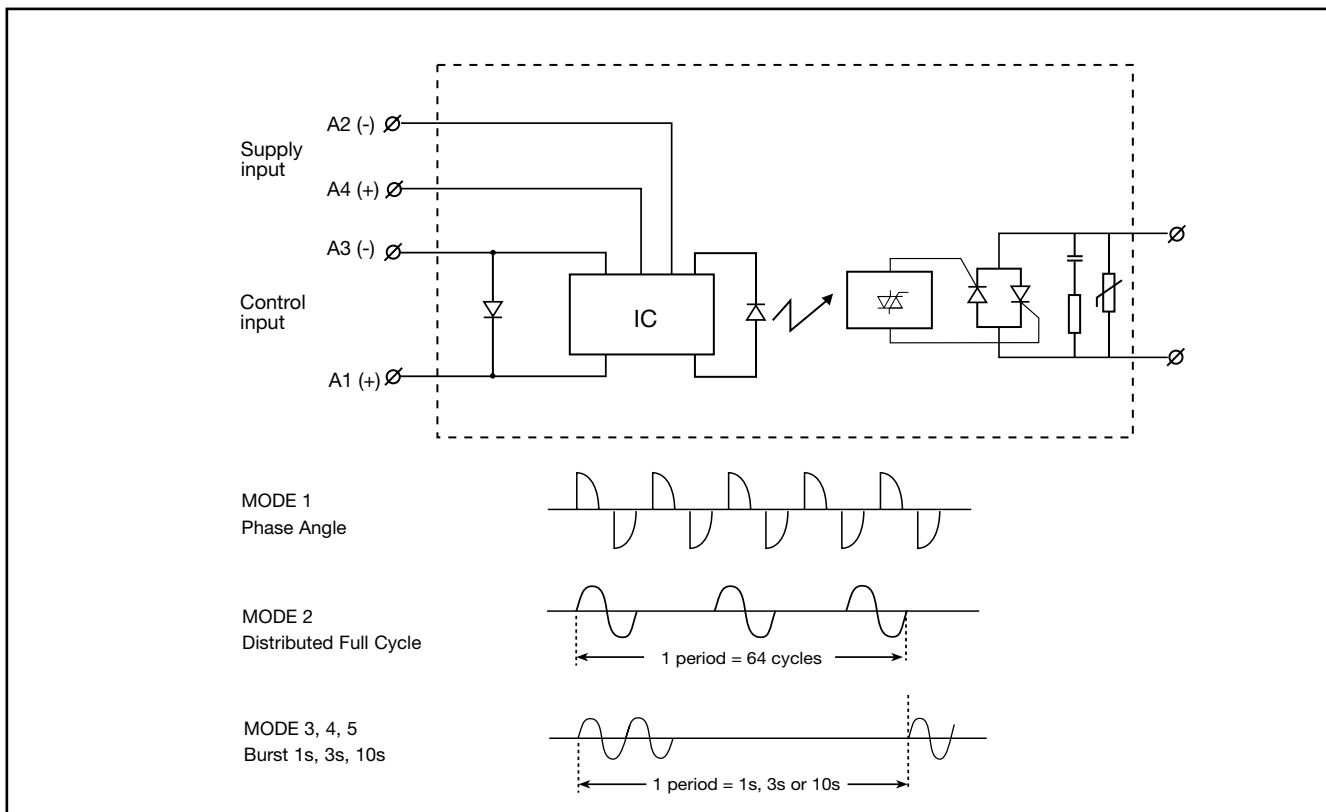 A2 (-)
Supply
input
A4 (+)
A3 (-)
Control
input
IC
A1 (+)
MODE 1
Phase Angle
MODE 2
Distributed Full Cycle
1 period = 64 cycles
MODE 3, 4, 5
Burst 1s, 3s, 10s
1 period = 1s, 3s or 10s